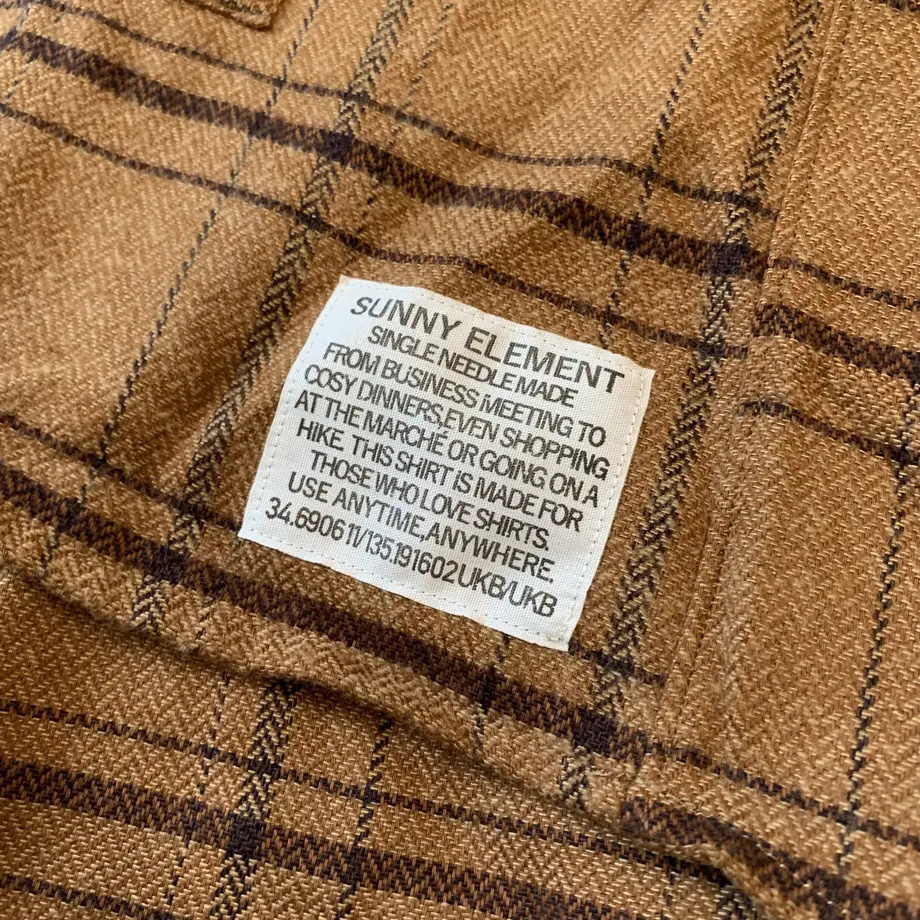 SUNNY ELEMENT
SINGLE NEEDLE MADE
FROM BUSINESS MEETING TO
COSY DINNERS,EVEN SHOPPING
AT THE MARCHÉ OR GOING ON A
HIKE. THIS SHIRT IS MADE FOR
THOSE WHO LOVE SHIRTS.
USE ANYTIME,ANYWHERE.
34.690611/135.191602UKB/UKB